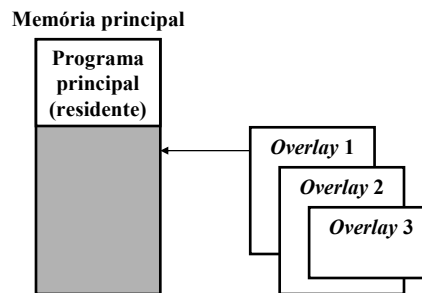 Memória principal
Programa
principal
(residente)
Overlay 1
Overlay 2
Overlay 3